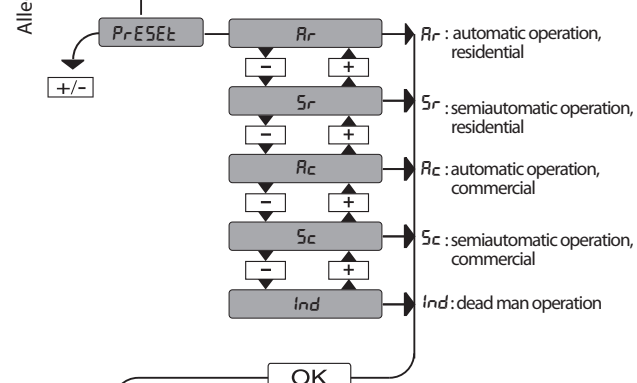 Alle
PrESEt
+/-
Ar
- +
Sr
- +
Ac
- +
Sc
- +
Ind
Ar : automatic operation,
residential
Sr : semiautomatic operation,
residential
Ac : automatic operation,
commercial
Sc : semiautomatic operation,
commercial
Ind : dead man operation
OK